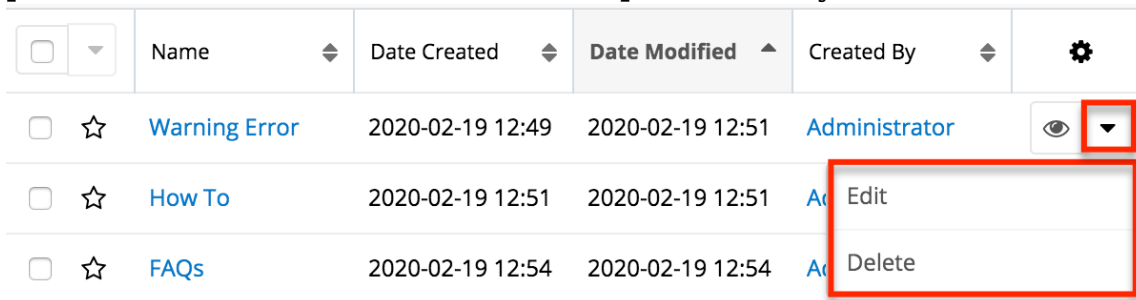 Name Date Created Date Modified Created By
Warning Error 2020-02-19 12:49 2020-02-19 12:51 Administrator
How To 2020-02-19 12:51 2020-02-19 12:51 Ad
Edit
FAQs 2020-02-19 12:54 2020-02-19 12:54 Ad
Delete